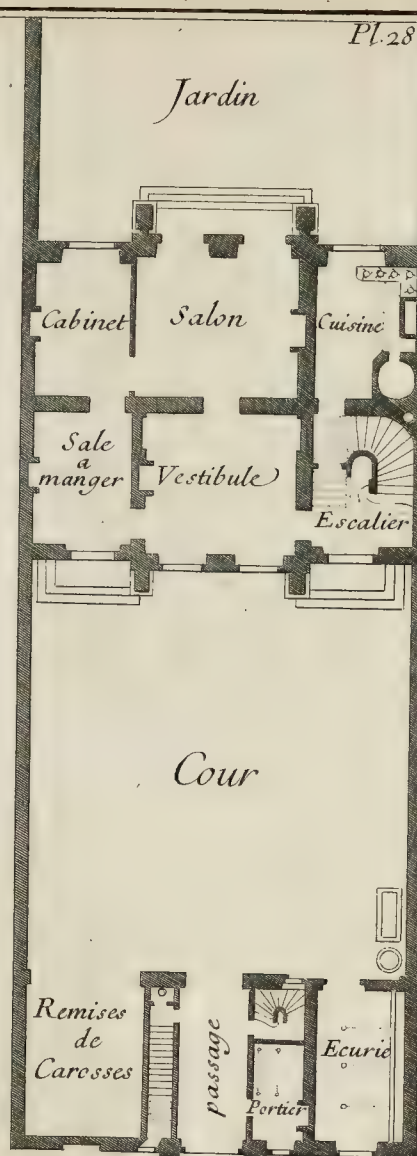 Pl. 28
Jardin
Cabinet
Salon
Cuisine
Sale
a
manger
Vestibule
Escalier
Cour
Remises
de
Carosses
passage
Portier
Ecurie